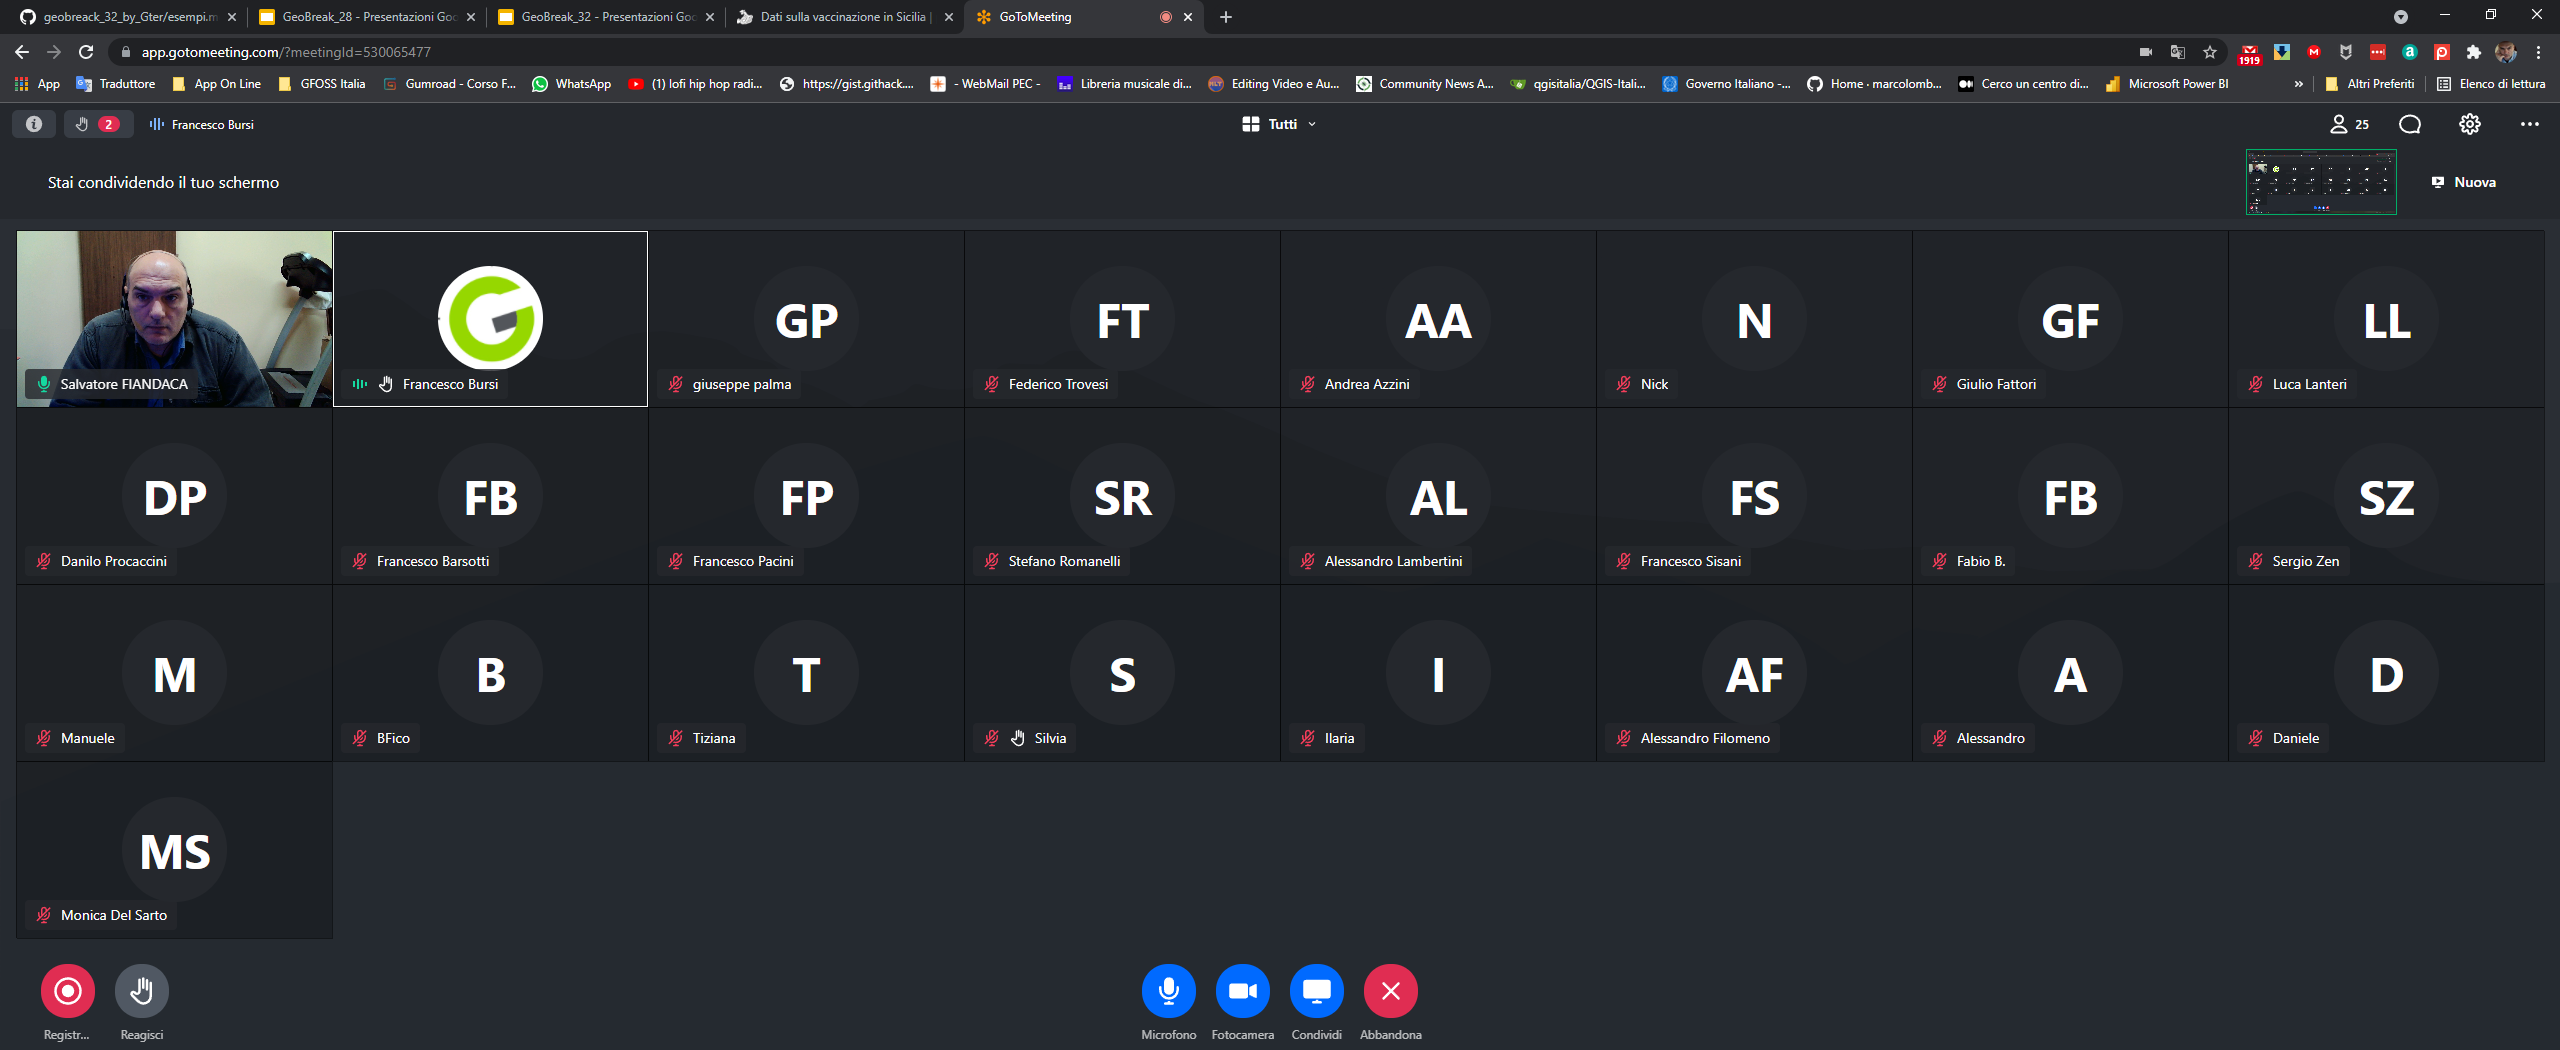 geobreack_32_by_Gter/esempi.m
GeoBreak_28 - Presentazioni Goo
GeoBreak_32 - Presentazioni Goo
Dati sulla vaccinazione in Sicilia |
GoToMeeting
app.gotomeeting.com/?meetingId=530065477
1919
App
Traduttore
App On Line
GFOSS Italia
Gumroad - Corso F...
WhatsApp
(1) lofi hip hop radi...
https://gist.githack....
- WebMail PEC -
Libreria musicale di...
Editing Video e Au...
Community News A...
qgisitalia/QGIS-Itali...
Governo Italiano -...
Home · marcolomb...
Cerco un centro di...
Microsoft Power BI
»
Altri Preferiti
Elenco di lettura
2
Francesco Bursi
Tutti
25
Stai condividendo il tuo schermo
Nuova
Salvatore FIANDACA
G
Francesco Bursi
GP
giuseppe palma
FT
Federico Trovesi
AA
Andrea Azzini
N
Nick
GF
Giulio Fattori
LL
Luca Lanteri
DP
Danilo Procaccini
FB
Francesco Barsotti
FP
Francesco Pacini
SR
Stefano Romanelli
AL
Alessandro Lambertini
FS
Francesco Sisani
FB
Fabio B.
SZ
Sergio Zen
M
Manuele
B
BFico
T
Tiziana
S
Silvia
I
Ilaria
AF
Alessandro Filomeno
A
Alessandro
D
Daniele
MS
Monica Del Sarto
Registr...
Reagisci
Microfono
Fotocamera
Condividi
Abbandona